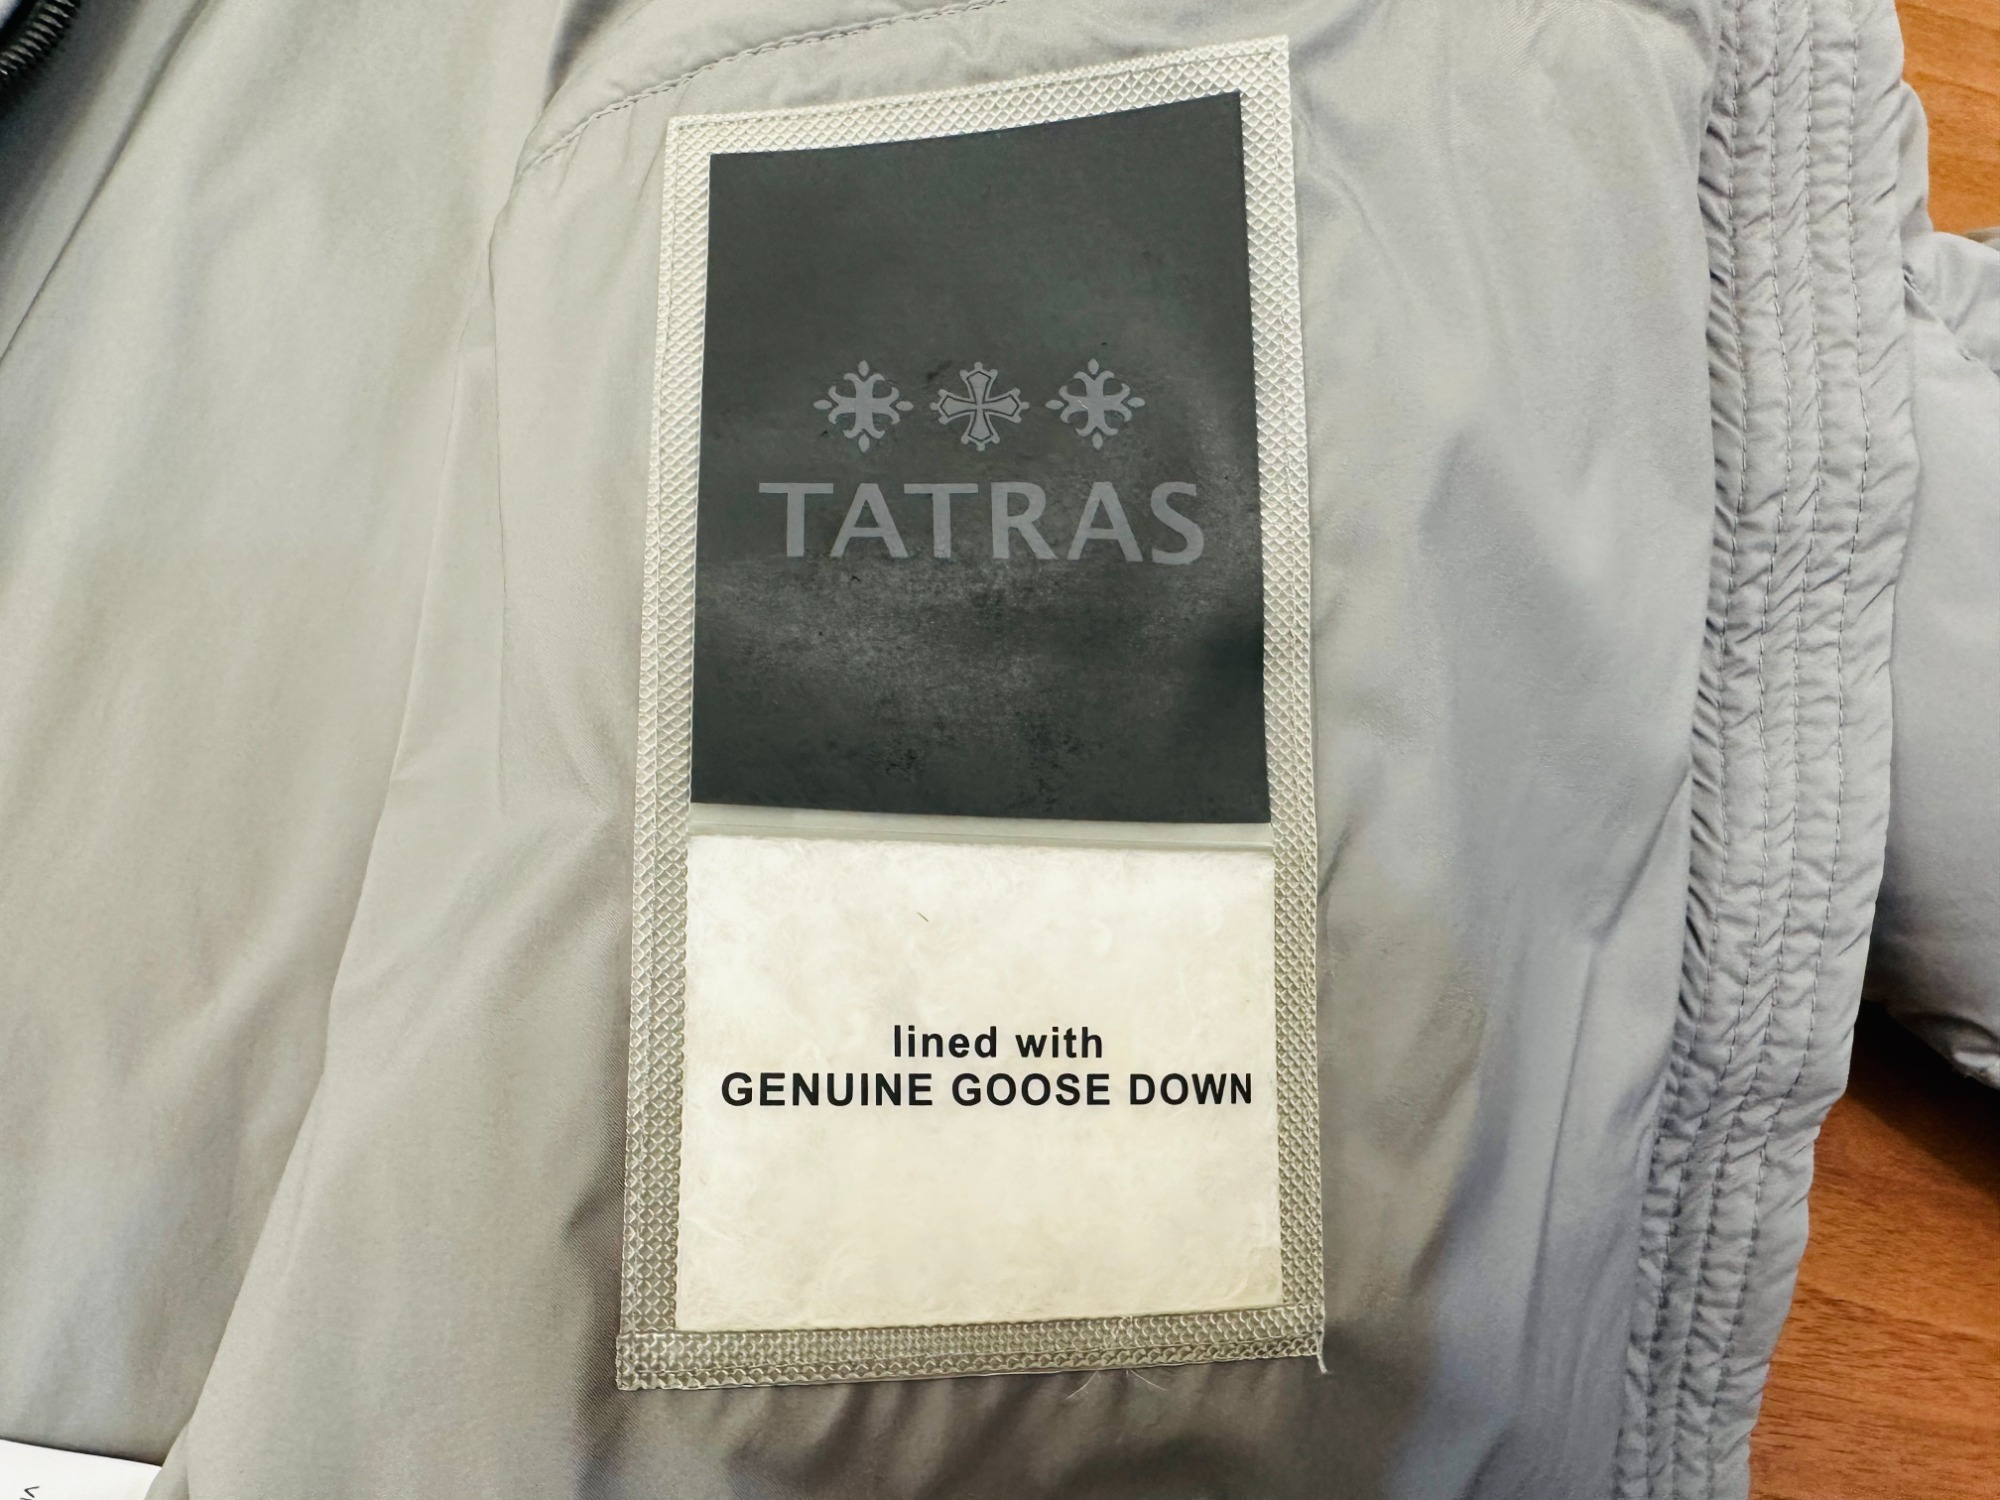 TATRAS
lined with
GENUINE GOOSE DOWN